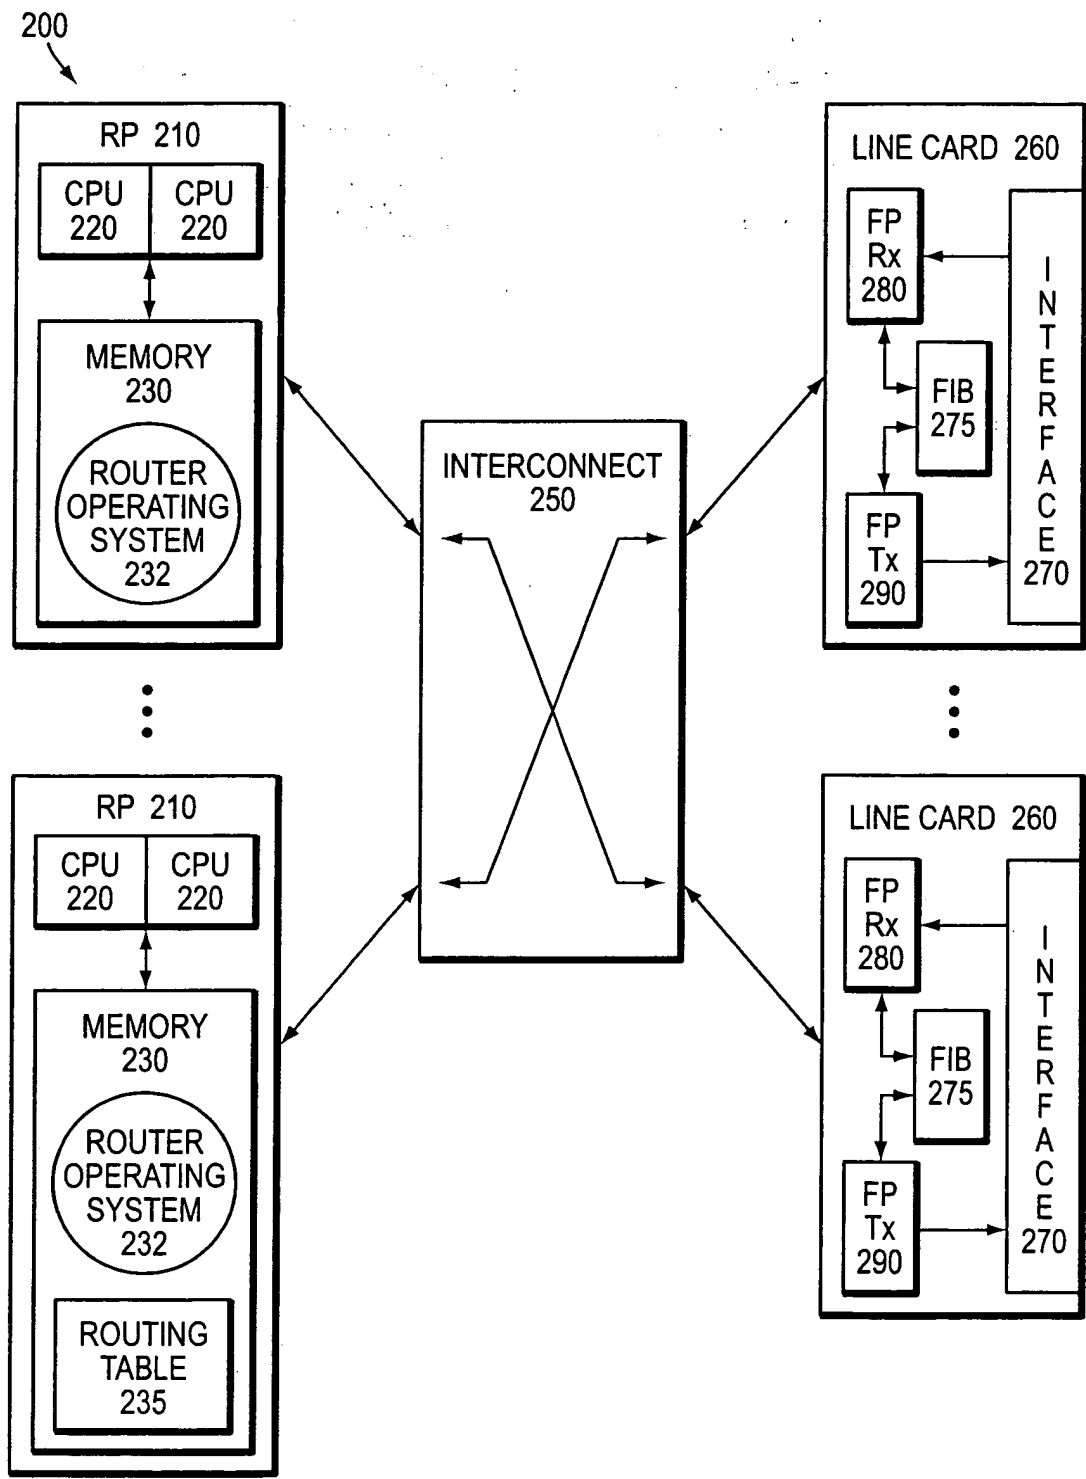 200
RP 210
CPU
220
CPU
220
MEMORY
230
ROUTER
OPERATING
SYSTEM
232
INTERCONNECT
250
LINE CARD 260
FP
Rx
280
FIB
275
FP
Tx
290
INTERFACE
270
RP 210
CPU
220
CPU
220
MEMORY
230
ROUTER
OPERATING
SYSTEM
232
ROUTING
TABLE
235
LINE CARD 260
FP
Rx
280
FIB
275
FP
Tx
290
INTERFACE
270